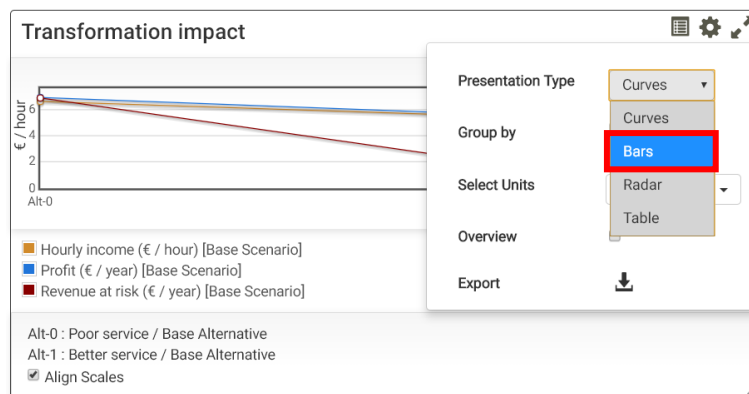 Transformation impact
Presentation Type
Curves
Curves
Bars
Radar
Table
Group by
Select Units
Overview
Export
€ / hour
6
4
2
0
Alt-0
Hourly income (€ / hour) [Base Scenario]
Profit (€ / year) [Base Scenario]
Revenue at risk (€ / year) [Base Scenario]
Alt-0 : Poor service / Base Alternative
Alt-1 : Better service / Base Alternative
Align Scales